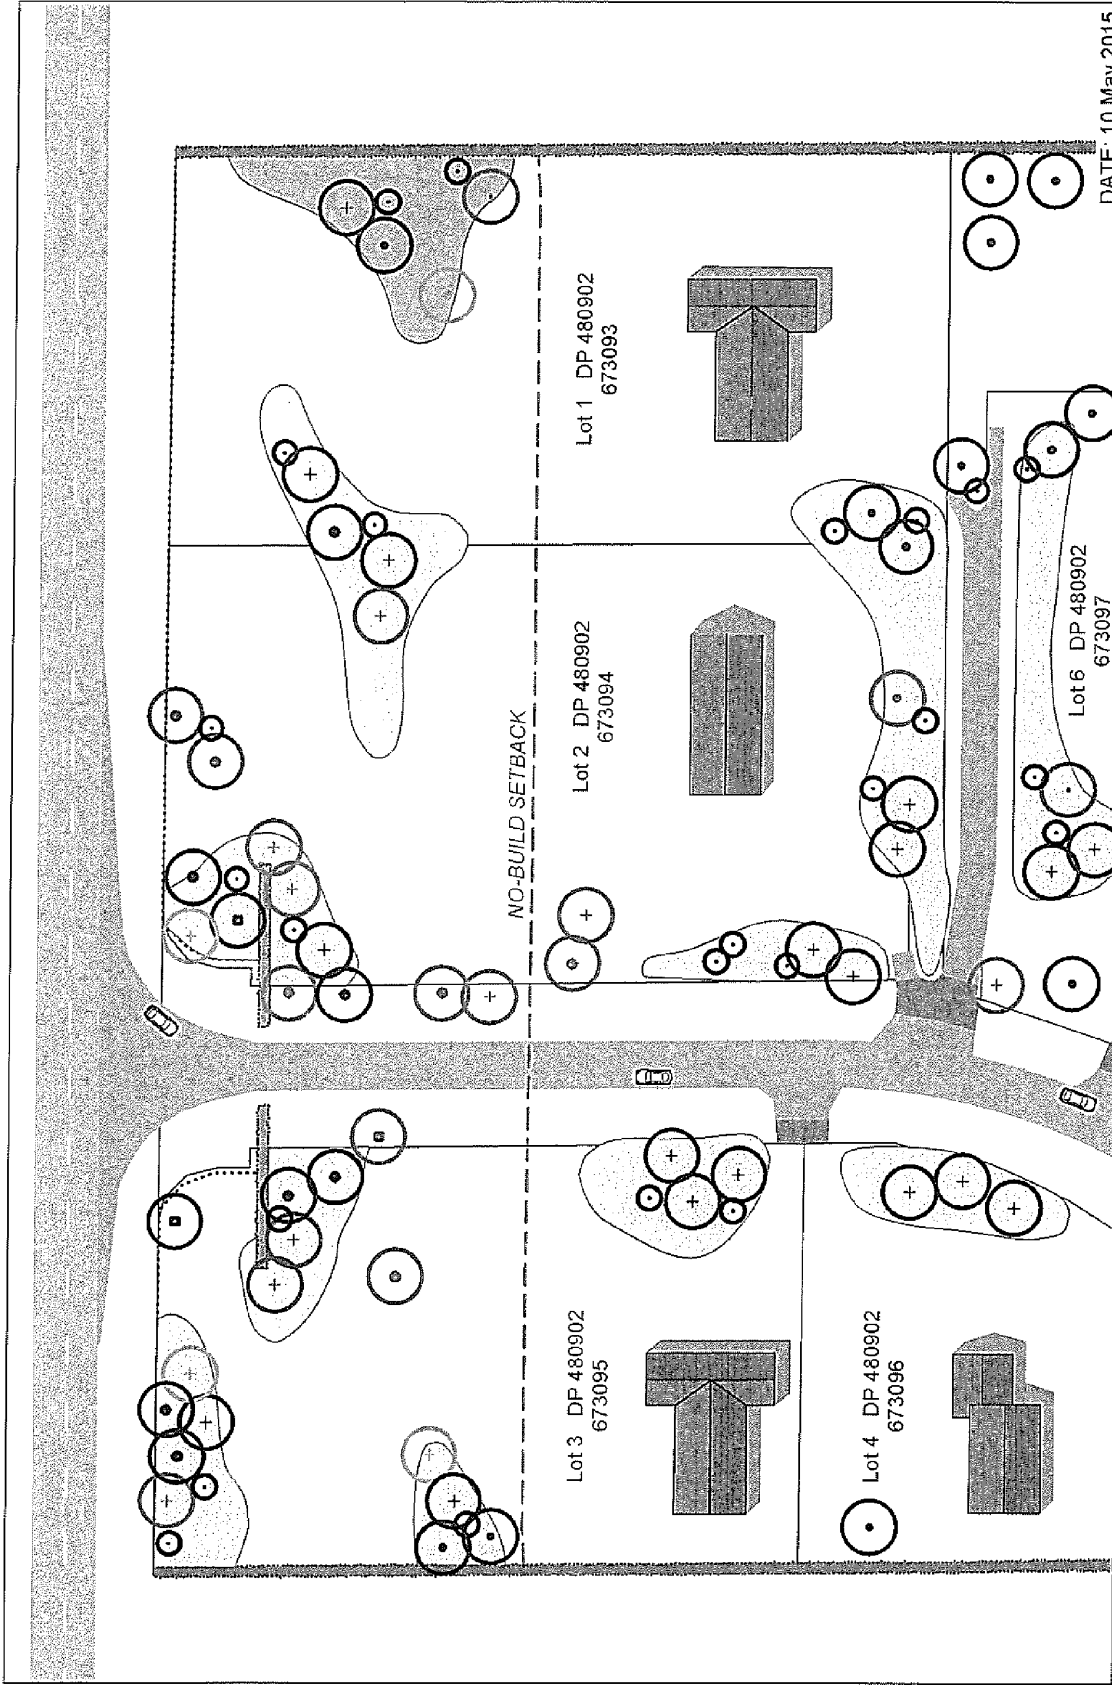 NO-BUILD SETBACK
Lot 3 DP 480902
673095
Lot 2 DP 480902
673094
Lot 1 DP 480902
673093
Lot 4 DP 480902
673096
Lot 6 DP 480902
673097
DATE: 10 May 2015